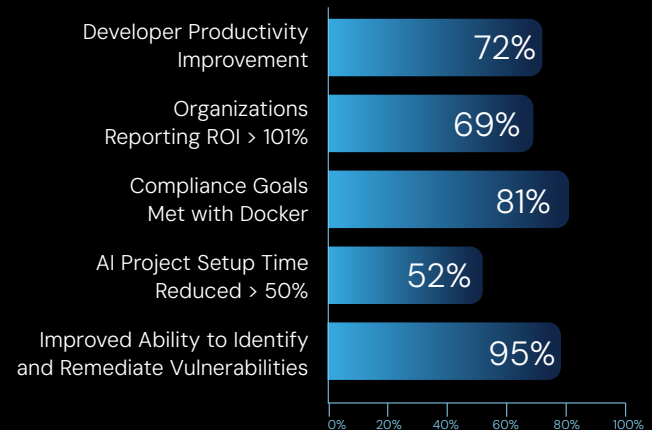 Developer Productivity
Improvement
72%
Organizations
Reporting ROI > 101%
69%
Compliance Goals
Met with Docker
81%
AI Project Setup Time
Reduced > 50%
52%
Improved Ability to Identify
and Remediate Vulnerabilities
95%
0% 20% 40% 60% 80% 100%